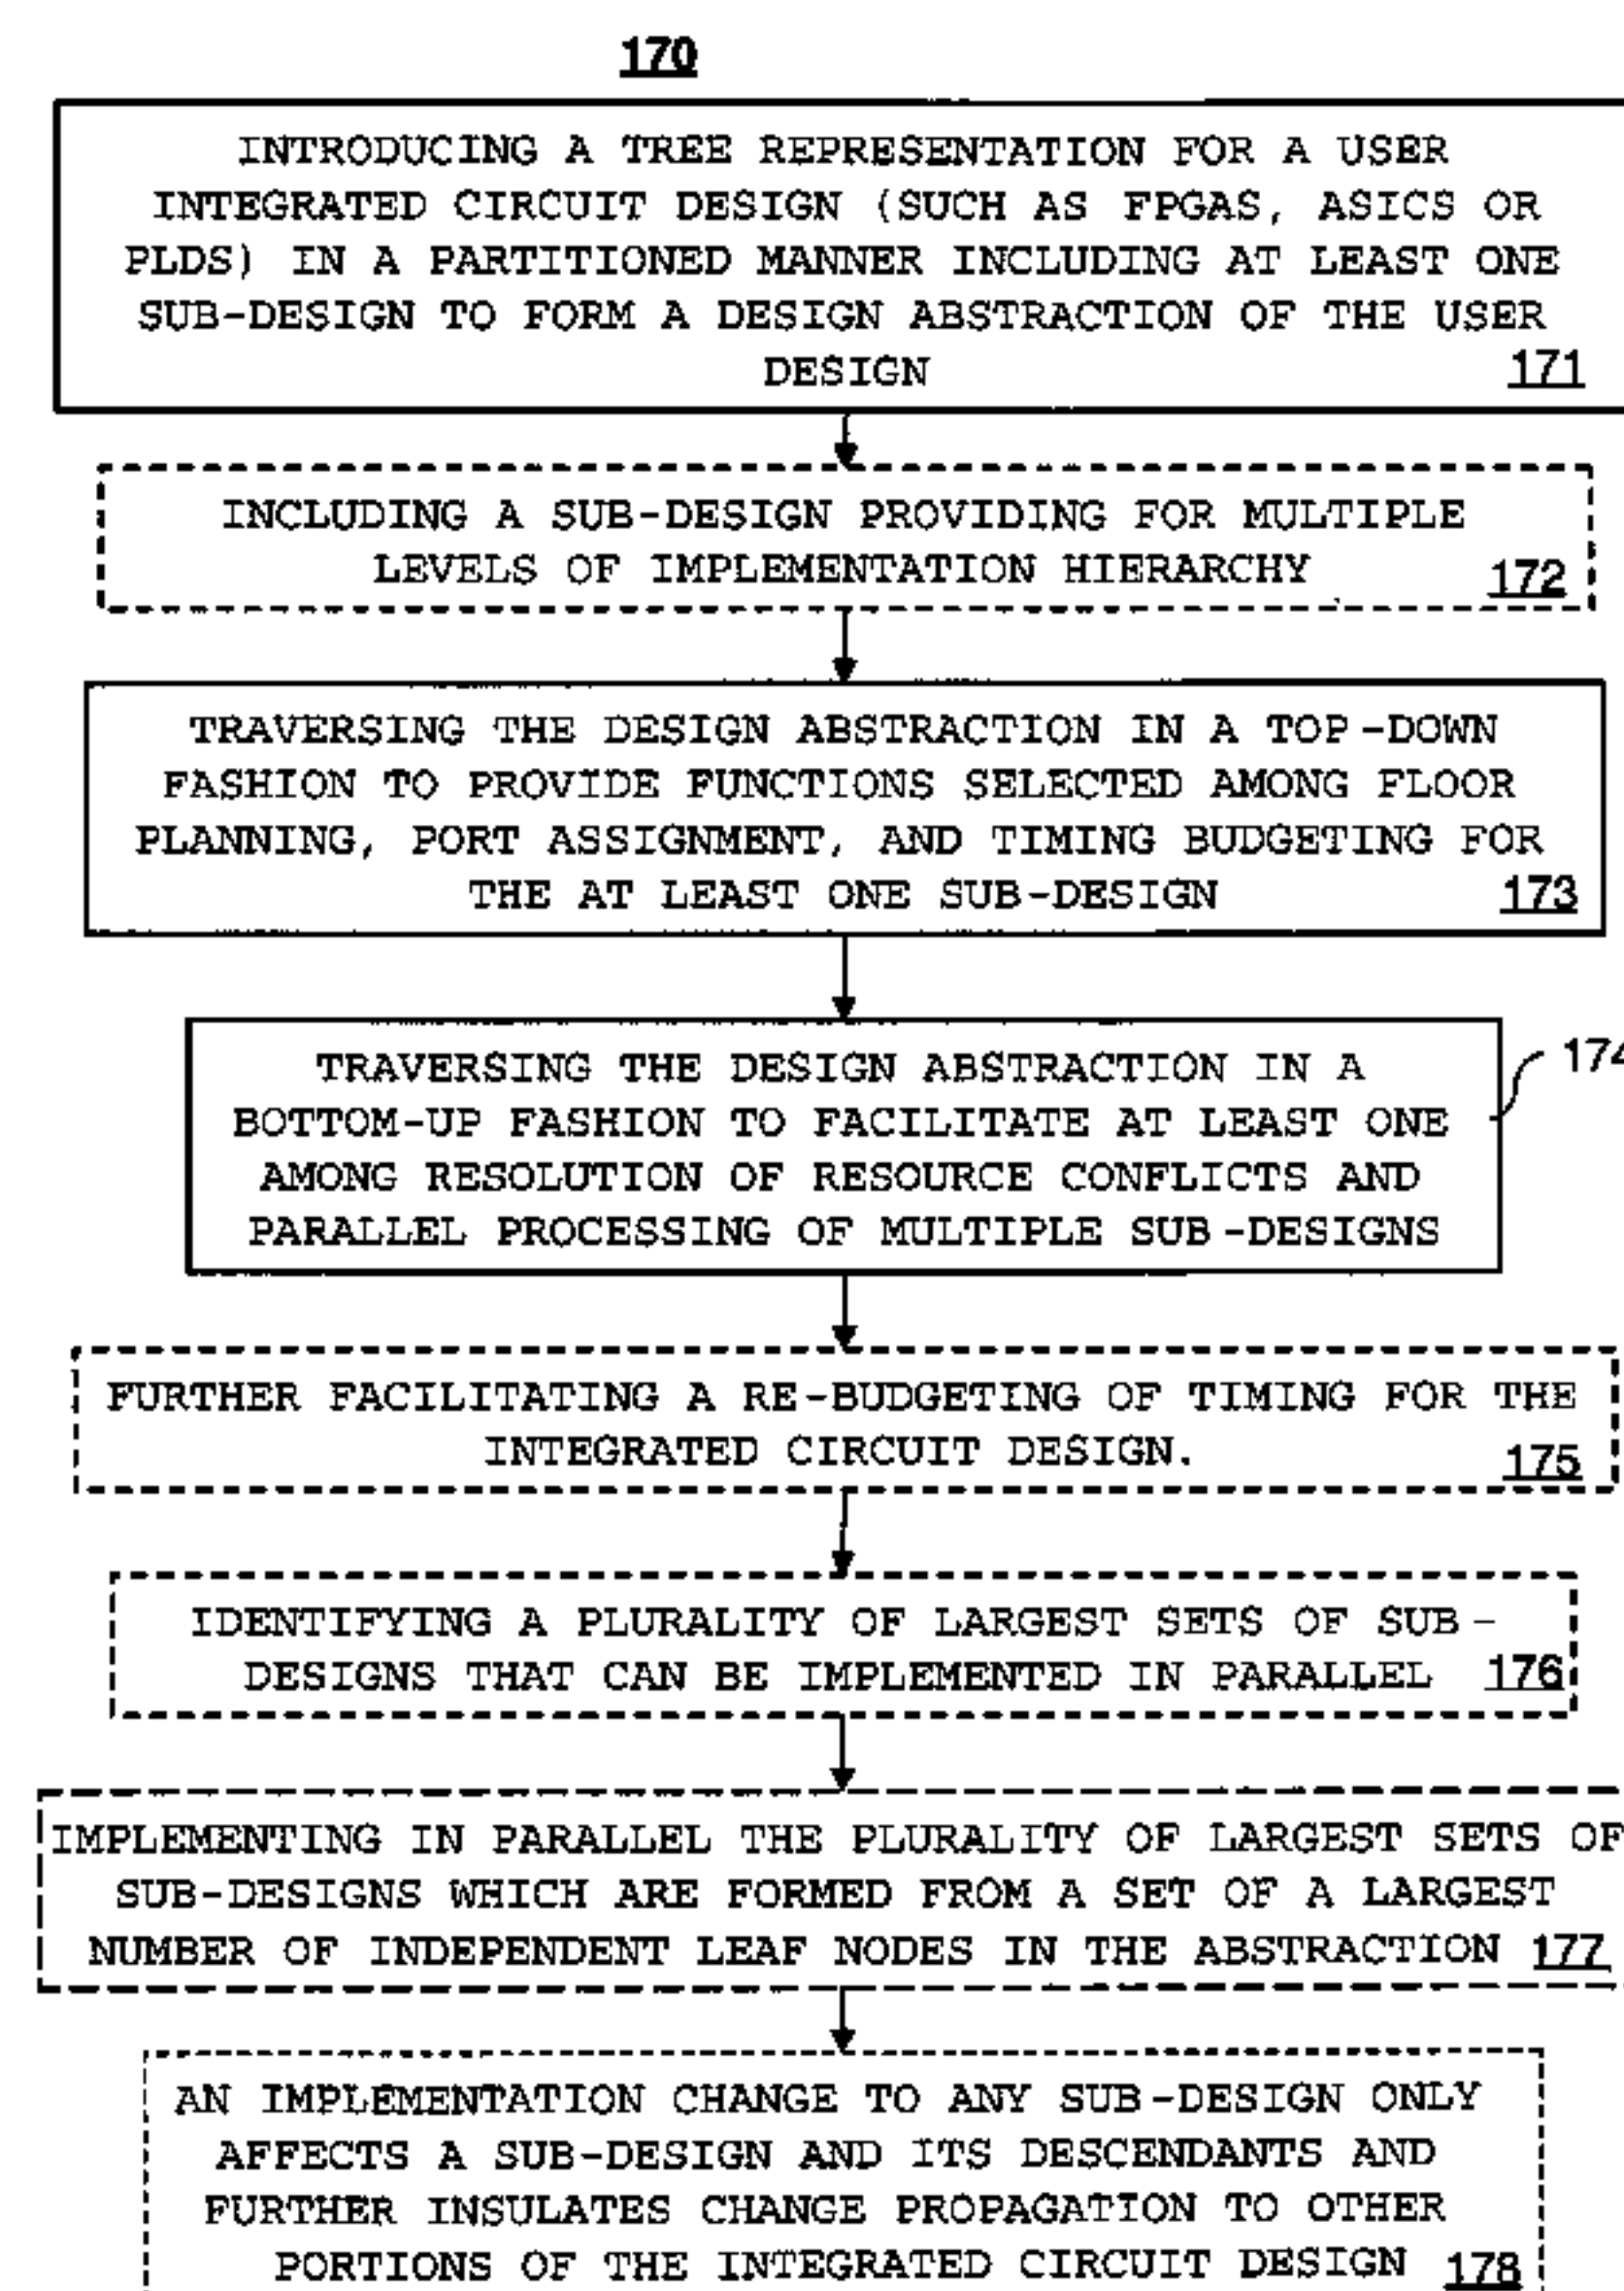 170
INTRODUCING A TREE REPRESENTATION FOR A USER
INTEGRATED CIRCUIT DESIGN (SUCH AS FPGAS, ASICS OR
PLDS) IN A PARTITIONED MANNER INCLUDING AT LEAST ONE
SUB-DESIGN TO FORM A DESIGN ABSTRACTION OF THE USER
DESIGN 171
INCLUDING A SUB-DESIGN PROVIDING FOR MULTIPLE
LEVELS OF IMPLEMENTATION HIERARCHY 172
TRAVERSING THE DESIGN ABSTRACTION IN A TOP-DOWN
FASHION TO PROVIDE FUNCTIONS SELECTED AMONG FLOOR
PLANNING, PORT ASSIGNMENT, AND TIMING BUDGETING FOR
THE AT LEAST ONE SUB-DESIGN 173
174
TRAVERSING THE DESIGN ABSTRACTION IN A
BOTTOM-UP FASHION TO FACILITATE AT LEAST ONE
AMONG RESOLUTION OF RESOURCE CONFLICTS AND
PARALLEL PROCESSING OF MULTIPLE SUB-DESIGNS
FURTHER FACILITATING A RE-BUDGETING OF TIMING FOR THE
INTEGRATED CIRCUIT DESIGN. 175
IDENTIFYING A PLURALITY OF LARGEST SETS OF SUB-
DESIGNS THAT CAN BE IMPLEMENTED IN PARALLEL 176
IMPLEMENTING IN PARALLEL THE PLURALITY OF LARGEST SETS OF
SUB-DESIGNS WHICH ARE FORMED FROM A SET OF A LARGEST
NUMBER OF INDEPENDENT LEAF NODES IN THE ABSTRACTION 177
AN IMPLEMENTATION CHANGE TO ANY SUB-DESIGN ONLY
AFFECTS A SUB-DESIGN AND ITS DESCENDANTS AND
FURTHER INSULATES CHANGE PROPAGATION TO OTHER
PORTIONS OF THE INTEGRATED CIRCUIT DESIGN 178